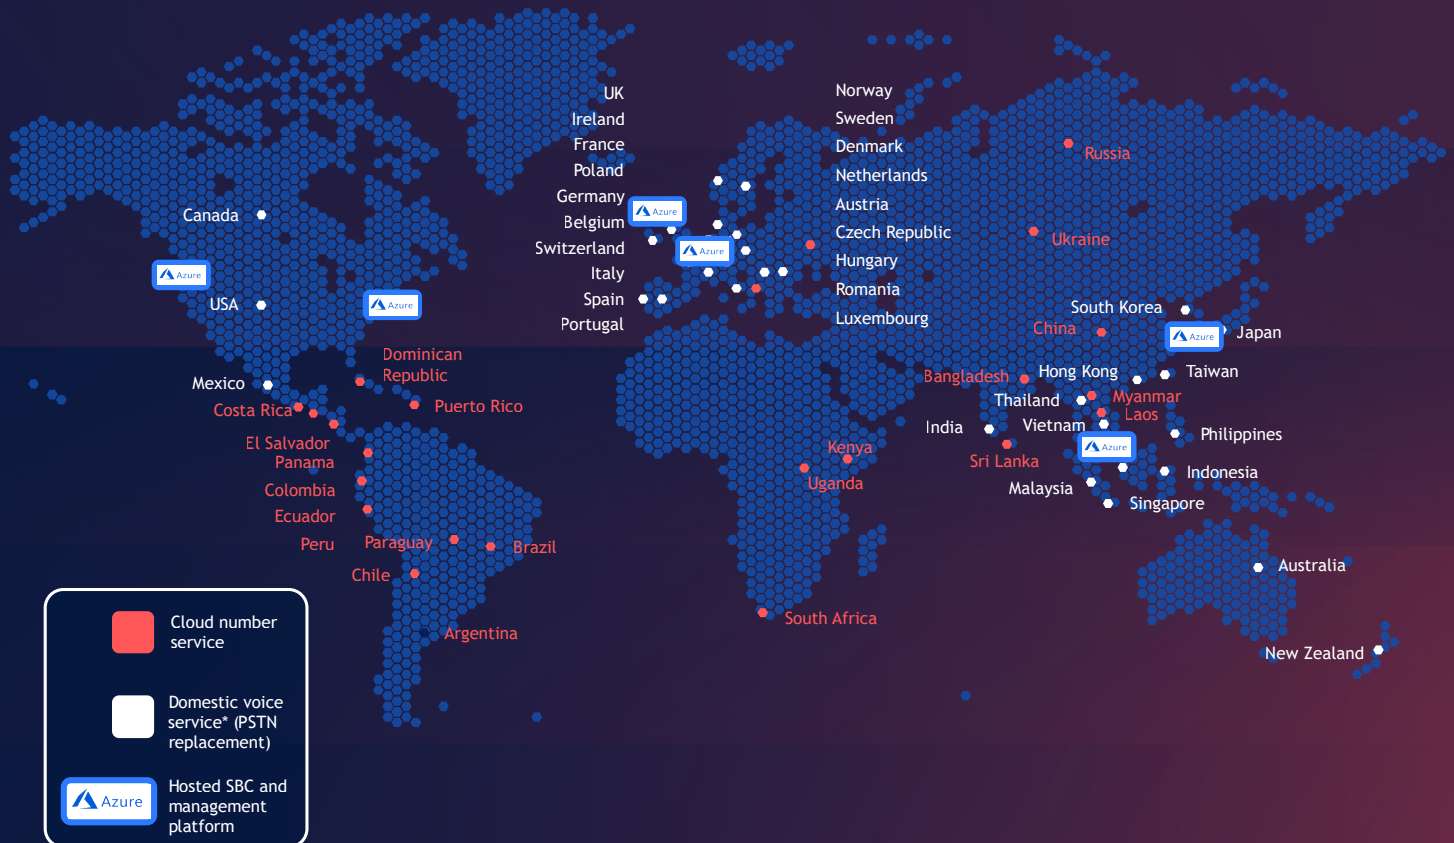 UK
Ireland
France
Poland
Germany
Belgium
Switzerland
Italy
Spain
Portugal
Norway
Sweden
Denmark
Netherlands
Austria
Czech Republic
Hungary
Romania
Luxembourg
Azure
Azure
Russia
Ukraine
Canada
Azure
USA
Azure
Mexico
Dominican
Republic
Costa Rica
Puerto Rico
El Salvador
Panama
Colombia
Ecuador
Peru
Paraguay
Brazil
Chile
Argentina
Kenya
Uganda
South Africa
South Korea
China
Azure
Japan
Bangladesh
Hong Kong
Taiwan
Thailand
Myanmar
Laos
India
Vietnam
Philippines
Azure
Sri Lanka
Malaysia
Indonesia
Singapore
Australia
New Zealand
Cloud number
service
Domestic voice
service* (PSTN
replacement)
Azure
Hosted SBC and
management
platform